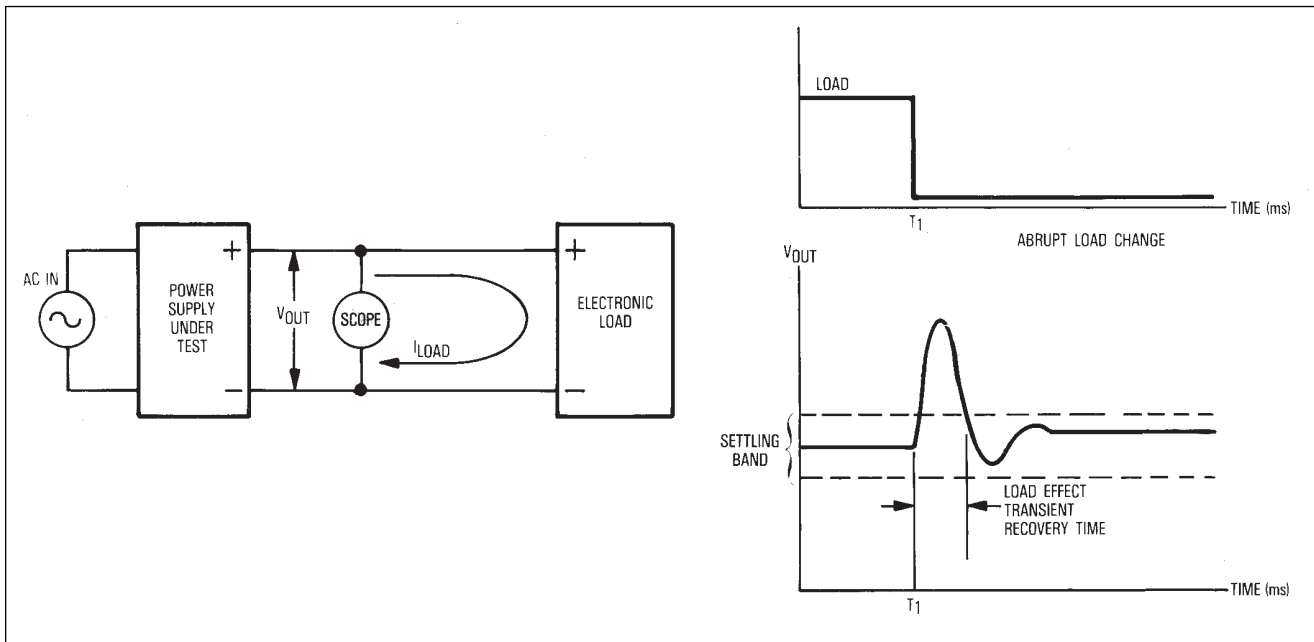 AC IN
POWER
SUPPLY
UNDER
TEST
+
−
VOUT
SCOPE
ILOAD
+
−
ELECTRONIC
LOAD
LOAD
TIME (ms)
T1
ABRUPT LOAD CHANGE
VOUT
SETTLING
BAND
LOAD EFFECT
TRANSIENT
RECOVERY TIME
TIME (ms)
T1